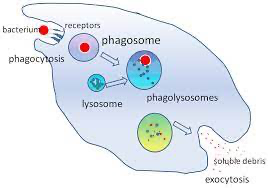 receptors
bacterium
phagosome
phagocytosis
lysosome
phagolysosomes
soluble debris
exocytosis